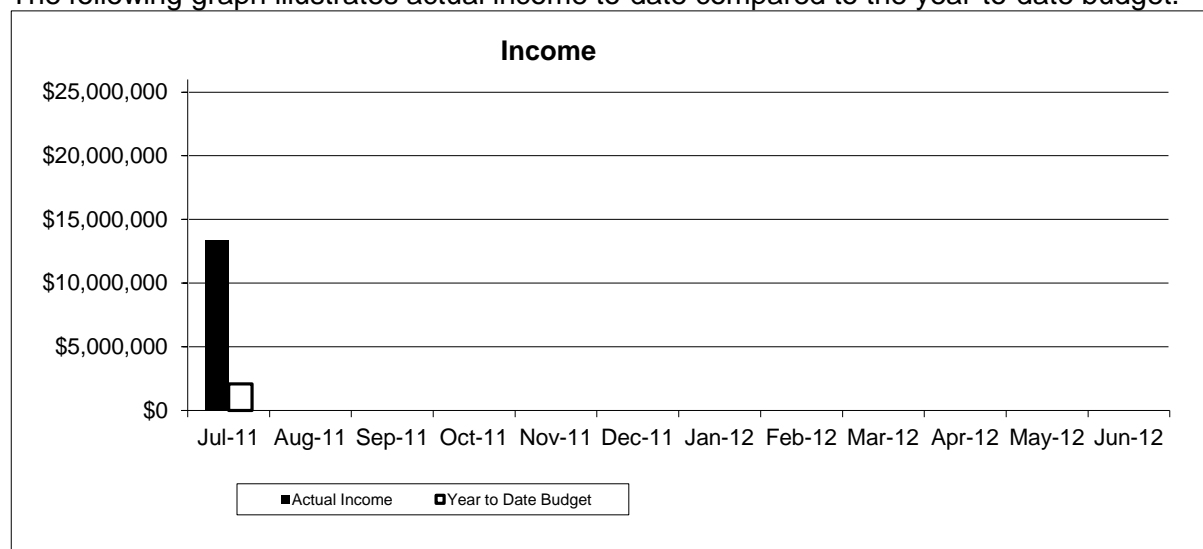 The following graph illustrates actual income to date compared to the year to date budget.
Income
$25,000,000
$20,000,000
$15,000,000
$10,000,000
$5,000,000
$0
Jul-11 Aug-11 Sep-11 Oct-11 Nov-11 Dec-11 Jan-12 Feb-12 Mar-12 Apr-12 May-12 Jun-12
Actual Income Year to Date Budget